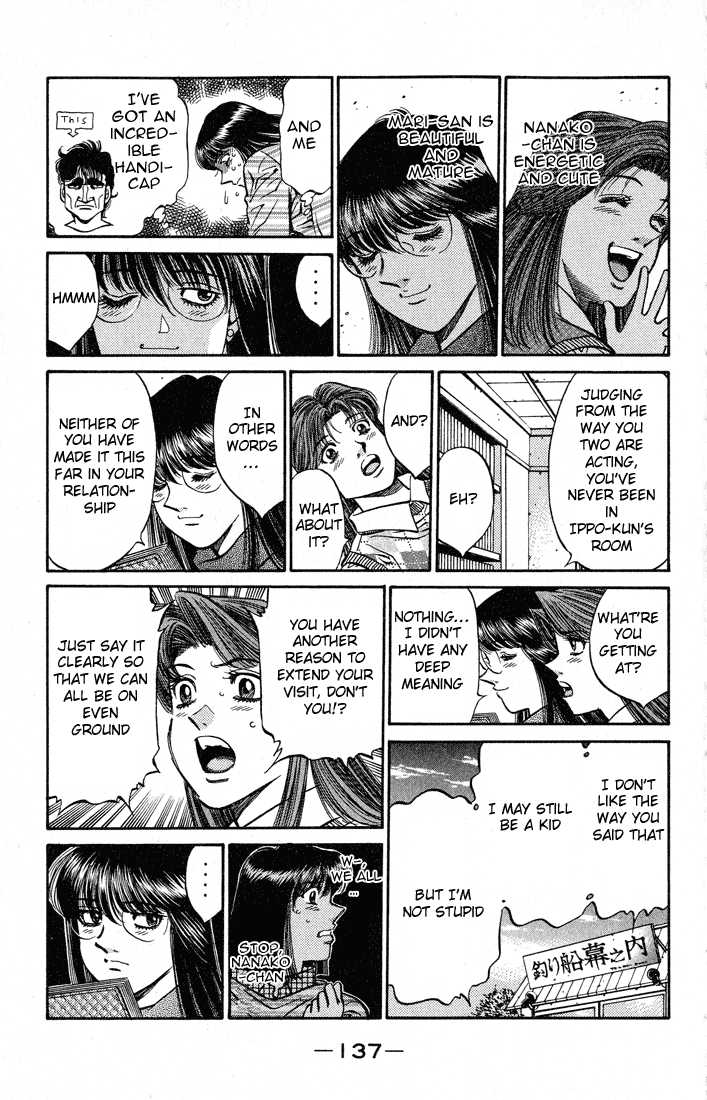 NANAKO
-CHAN IS
ENERGETIC
AND CUTE
MARI-SAN IS
BEAUTIFUL
AND
MATURE
AND
ME
I'VE
GOT AN
INCRED-
IBLE
HANDI-
CAP
This
...
HMMM
JUDGING
FROM THE
WAY YOU
TWO ARE
ACTING,
YOU'VE
NEVER BEEN
IN
IPPO-KUN'S
ROOM
EH?
AND?
WHAT
ABOUT
IT?
IN
OTHER
WORDS
...
NEITHER OF
YOU HAVE
MADE IT THIS
FAR IN YOUR
RELATION-
SHIP
WHAT'RE
YOU
GETTING
AT?
NOTHING...
I DIDN'T
HAVE ANY
DEEP
MEANING
YOU HAVE
ANOTHER
REASON TO
EXTEND YOUR
VISIT, DON'T
YOU!?
JUST SAY IT
CLEARLY SO
THAT WE CAN
ALL BE ON
EVEN
GROUND
I DON'T
LIKE THE
WAY YOU
SAID THAT
I MAY STILL
BE A KID
BUT I'M
NOT STUPID
釣り船幕之内
W-,
WE ALL
...
STOP,
NANAKO
-CHAN
...
—137—